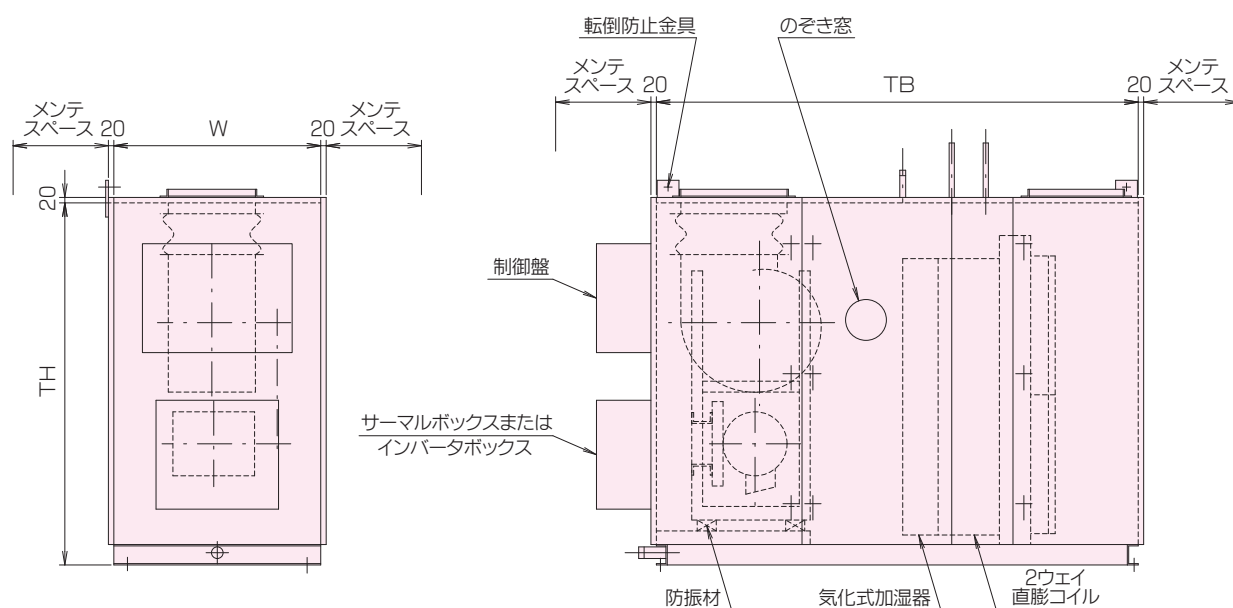 転倒防止金具
のぞき窓
メンテ
スペース
20
TB
20
メンテ
スペース
メンテ
スペース
20
W
20
メンテ
スペース
20
TH
制御盤
サーマルボックスまたは
インバータボックス
防振材
気化式加湿器
2ウェイ
直膨コイル